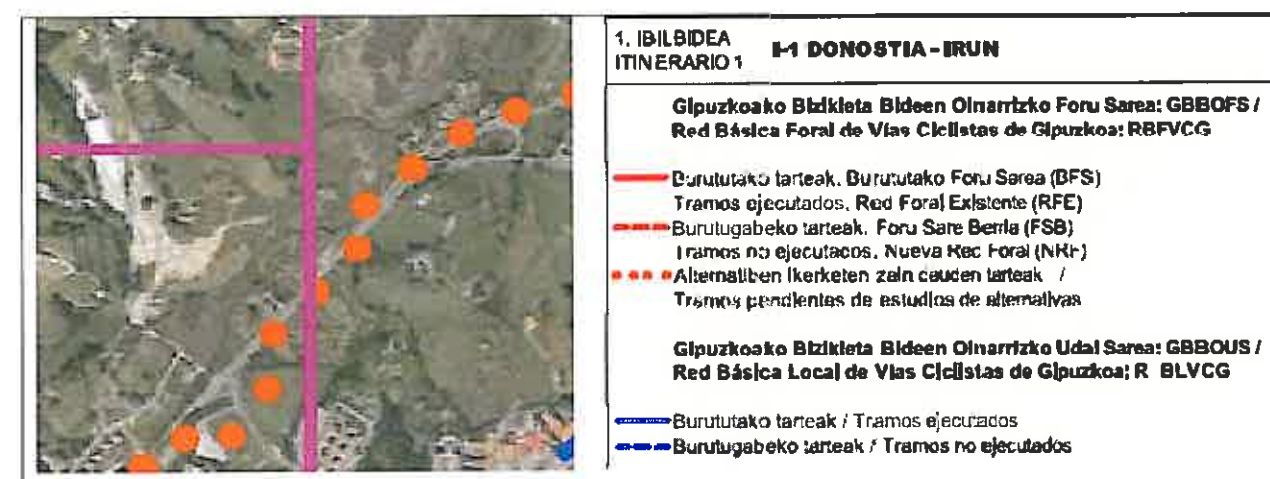 1. IBILBIDEA
ITINERARIO 1
I-1 DONOSTIA - IRUN
Gipuzkoako Bizikleta Bideen Oinarrizko Foru Sarea: GBBOFS /
Red Básica Foral de Vías Ciclistas de Gipuzkoa: RBFVCG
Burututako tarteak. Burututako Foru Sarea (BFS)
Tramos ejecutados. Red Foral Existente (RFE)
Burutugabeko tarteak. Foru Sare Berria (FSB)
Tramos no ejecutados. Nueva Red Foral (NRF)
Alternatiben Ikerketen zain dauden tarteak /
Tramos pendientes de estudios de alternativas
Gipuzkoako Bizikleta Bideen Oinarrizko Udal Sarea: GBBOUS /
Red Básica Local de Vías Ciclistas de Gipuzkoa: R BLVCG
Burututako tarteak / Tramos ejecutados
Burutugabeko tarteak / Tramos no ejecutados